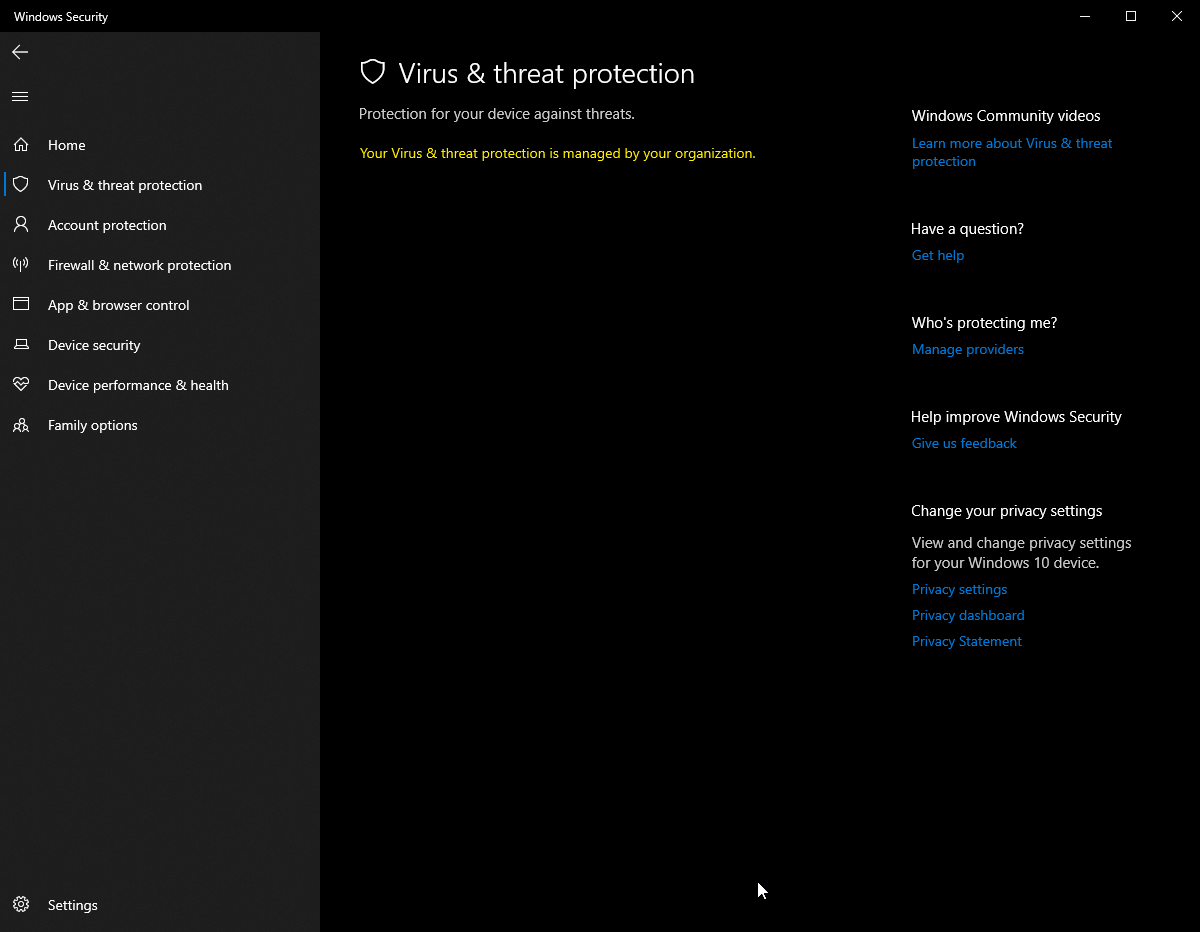 Windows Security
Home
Virus & threat protection
Account protection
Firewall & network protection
App & browser control
Device security
Device performance & health
Family options
Settings
Virus & threat protection
Protection for your device against threats.
Your Virus & threat protection is managed by your organization.
Windows Community videos
Learn more about Virus & threat
protection
Have a question?
Get help
Who's protecting me?
Manage providers
Help improve Windows Security
Give us feedback
Change your privacy settings
View and change privacy settings
for your Windows 10 device.
Privacy settings
Privacy dashboard
Privacy Statement